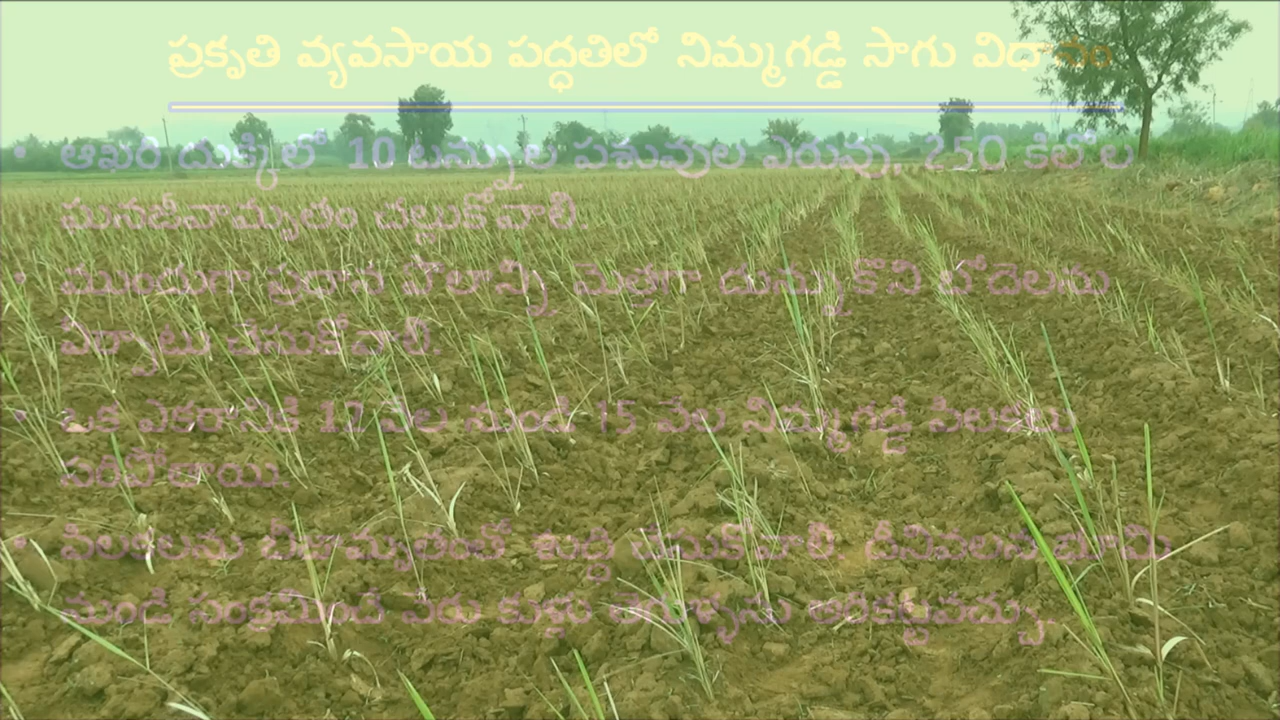 ప్రకృతి వ్యవసాయ పద్ధతిలో నిమ్మగడ్డి సాగు విధానం
• ఆఖరి దుక్కిలో 10 టన్నుల పశువుల ఎరువు, 250 కిలోల
ఘనజీవామృతం చల్లుకోవాలి.
• ముందుగా ప్రధాన పొలాన్ని మెత్తగా దున్నుకొని బోదెలను
ఏర్పాటు చేసుకోవాలి.
• ఒక ఎకరానికి 12 వేల నుండి 15 వేల నిమ్మగడ్డి పిలకలు
సరిపోతాయి.
• పిలకలను బీజామృతంతో శుద్ధి చేసుకోవాలి. దీనివలన భూమి
నుండి సంక్రమించే వేరు కుళ్లు తెగుళ్ళను అరికట్టవచ్చు.